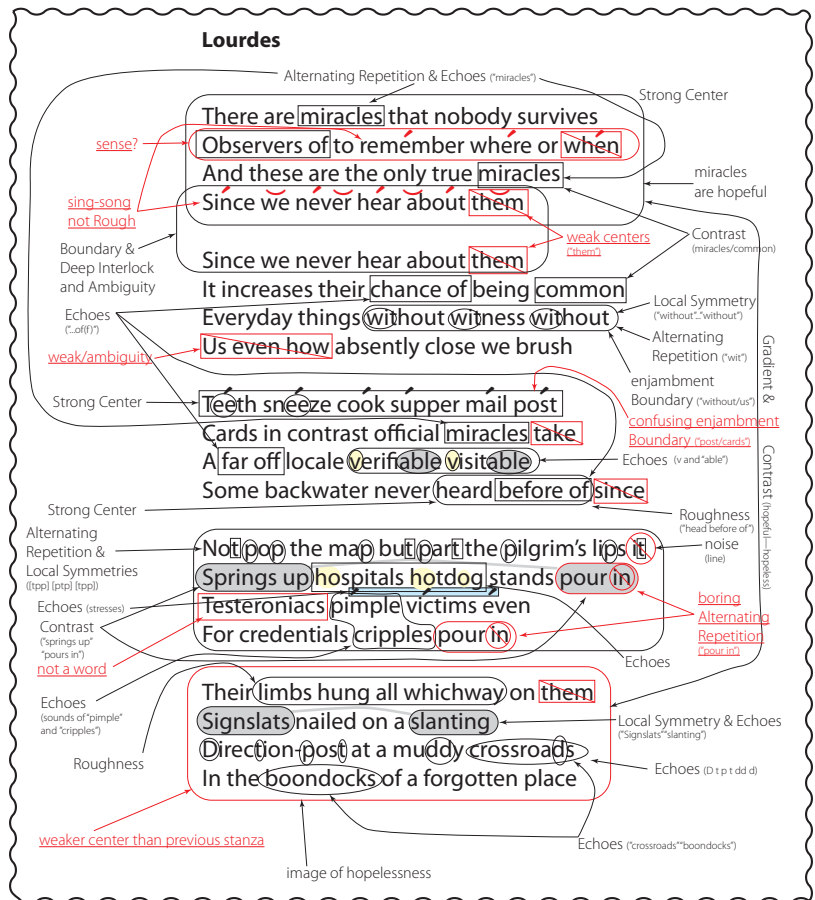 Lourdes
Alternating Repetition & Echoes ("miracles")
Strong Center
There are miracles that nobody survives
sense?
Observers of to remember where or when
And these are the only true miracles
miracles
are hopeful
sing-song
not Rough
Since we never hear about them
Contrast
(miracles/common)
weak centers
("them")
Boundary &
Deep Interlock
and Ambiguity
Since we never hear about them
It increases their chance of being common
Local Symmetry
("without"..."without")
Echoes
("...of(f)")
Everyday things without witness without
Alternating
Repetition ("wit")
weak/ambiguity
Us even how absently close we brush
enjambment
Boundary ("without/us")
Gradient &
Contrast (hopeful—hopeless)
Strong Center
Teeth sneeze cook supper mail post
confusing enjambment
Boundary ("post/cards")
Cards in contrast official miracles take
A far off locale verifiable visitable
Echoes (v and "able")
Some backwater never heard before of since
Strong Center
Roughness
("head before of")
Alternating
Repetition &
Local Symmetries
([tpp] [ptp] [tpp])
Not pop the map but part the pilgrim's lips it
noise
(line)
Springs up hospitals hotdog stands pour in
boring
Alternating
Repetition
("pour in")
Echoes (stresses)
Testeroniacs pimple victims even
Contrast
("springs up"
"pours in")
For credentials cripples pour in
not a word
Echoes
Echoes
(sounds of "pimple"
and "cripples")
Their limbs hung all whichway on them
Signslats nailed on a slanting
Local Symmetry & Echoes
("Signslats" "slanting")
Roughness
Direction-post at a muddy crossroads
Echoes (D t p t dd d)
In the boondocks of a forgotten place
weaker center than previous stanza
Echoes ("crossroads" "boondocks")
image of hopelessness